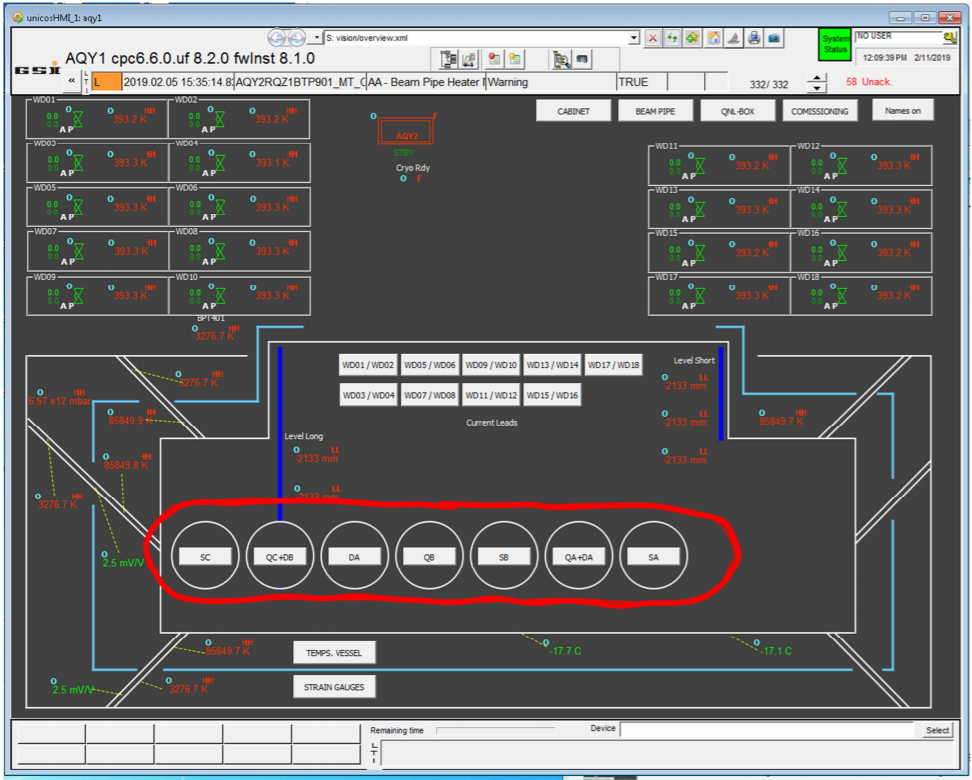 unicosHMI_1: aqy1
S: vision/overview.xml
System Status
NO USER
12:09:39 PM 2/11/2019
GSI
AQY1 cpc6.6.0.uf 8.2.0 fwInst 8.1.0
«
L T I
L
2019.02.05 15:35:14.8
AQY2RQZ1BTP901_MT_C
AA - Beam Pipe Heater
Warning
TRUE
332/ 332
58 Unack.
CABINET
BEAM PIPE
QNL-BOX
COMISSIONING
Names on
WD01
0.0
0.0
O
A P
O
HH
393.2 K
WD02
0.0
0.0
O
A P
O
HH
393.2 K
WD03
0.0
0.0
O
A P
O
HH
393.3 K
WD04
0.0
0.0
O
A P
O
HH
393.1 K
WD05
0.0
0.0
O
A P
O
HH
393.3 K
WD06
0.0
0.0
O
A P
O
HH
393.3 K
WD07
0.0
0.0
O
A P
O
HH
393.3 K
WD08
0.0
0.0
O
A P
O
HH
393.3 K
WD09
0.0
0.0
O
A P
O
HH
393.3 K
WD10
0.0
0.0
O
A P
O
HH
393.3 K
O
F
AQY2
STBY
Cryo Rdy
O F
WD11
0.0
0.0
O
A P
O
HH
393.2 K
WD12
0.0
0.0
O
A P
O
HH
393.2 K
WD13
0.0
0.0
O
A P
O
HH
393.3 K
WD14
0.0
0.0
O
A P
O
HH
393.3 K
WD15
0.0
0.0
O
A P
O
HH
393.2 K
WD16
0.0
0.0
O
A P
O
HH
393.2 K
WD17
0.0
0.0
O
A P
O
HH
393.3 K
WD18
0.0
0.0
O
A P
O
HH
393.2 K
BPT401
O HH
3276.7 K
WD01 / WD02
WD05 / WD06
WD09 / WD10
WD13 / WD14
WD17 / WD18
WD03 / WD04
WD07 / WD08
WD11 / WD12
WD15 / WD16
Current Leads
Level Short
O LL
-2133 mm
O LL
-2133 mm
O LL
-2133 mm
O HH
3276.7 K
O HH
6.67 e12 mbar
O HH
85849.9 K
O HH
85849.7 K
Level Long
O LL
-2133 mm
O LL
-2133 mm
O HH
85849.8 K
O HH
3276.7 K
O
2.5 mV/V
SC
QC+DB
DA
QB
SB
QA+DA
SA
O HH
85849.7 K
O
-17.7 C
O
-17.1 C
TEMPS. VESSEL
STRAIN GAUGES
O
2.5 mV/V
O HH
3276.7 K
Remaining time
Device
Select
L T I